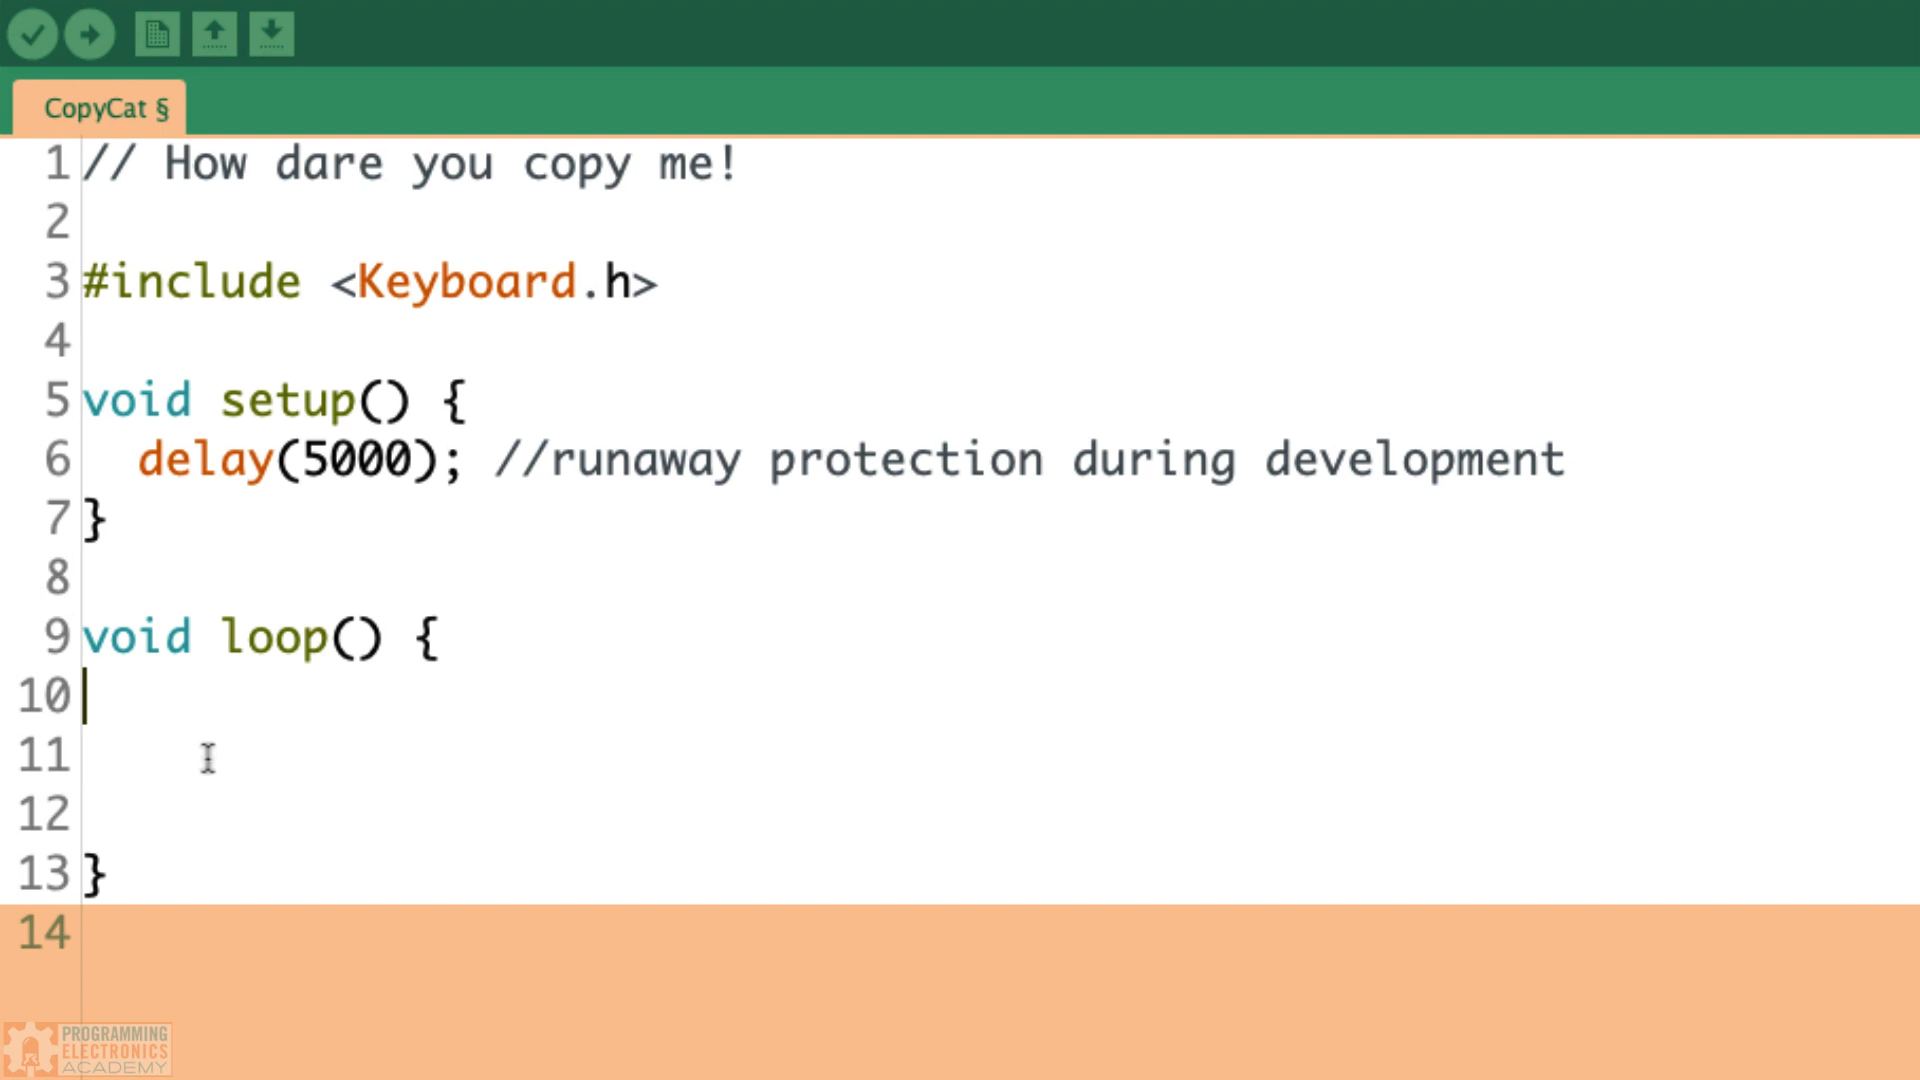 CopyCat §
1 // How dare you copy me!
2
3 #include <Keyboard.h>
4
5 void setup() {
6   delay(5000); //runaway protection during development
7 }
8
9 void loop() {
10
11
12
13 }
14
PROGRAMMING
ELECTRONICS
ACADEMY